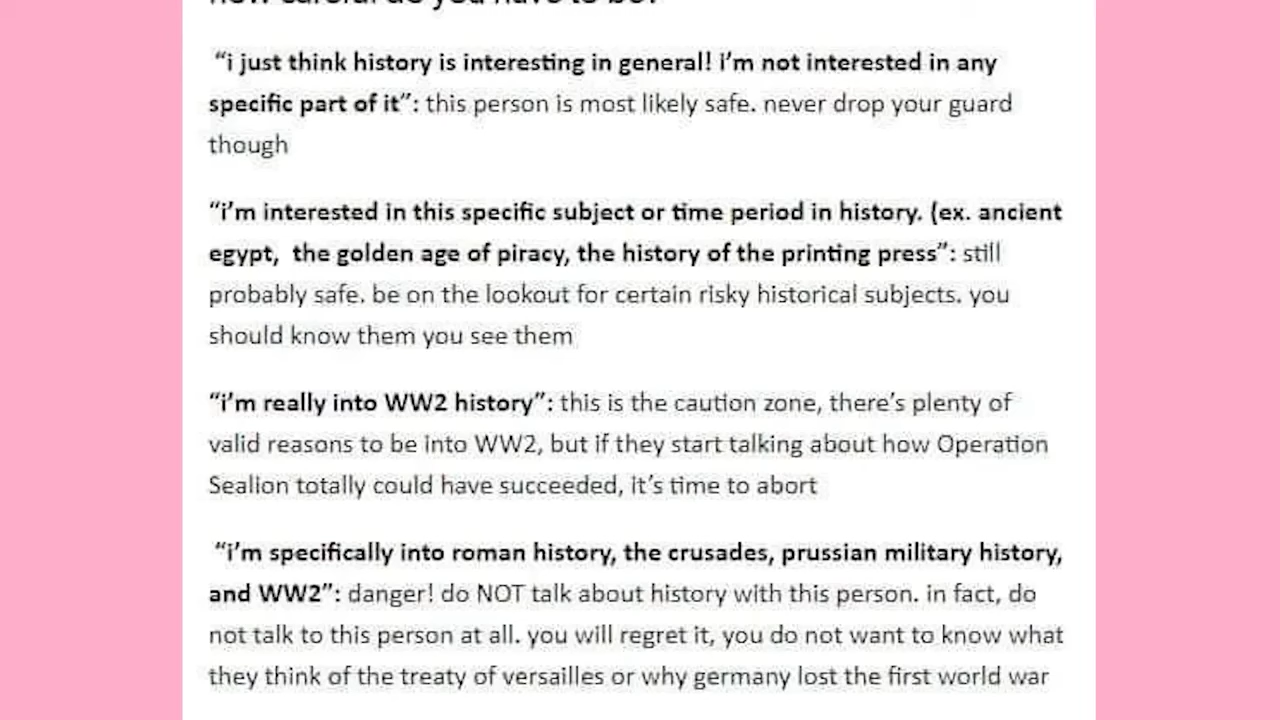 how careful do you have to be?
“i just think history is interesting in general! i’m not interested in any
specific part of it”: this person is most likely safe. never drop your guard
though
“i’m interested in this specific subject or time period in history. (ex. ancient
egypt,  the golden age of piracy, the history of the printing press”: still
probably safe. be on the lookout for certain risky historical subjects. you
should know them you see them
“i’m really into WW2 history”: this is the caution zone, there’s plenty of
valid reasons to be into WW2, but if they start talking about how Operation
Sealion totally could have succeeded, it’s time to abort
“i’m specifically into roman history, the crusades, prussian military history,
and WW2”: danger! do NOT talk about history with this person. in fact, do
not talk to this person at all. you will regret it, you do not want to know what
they think of the treaty of versailles or why germany lost the first world war